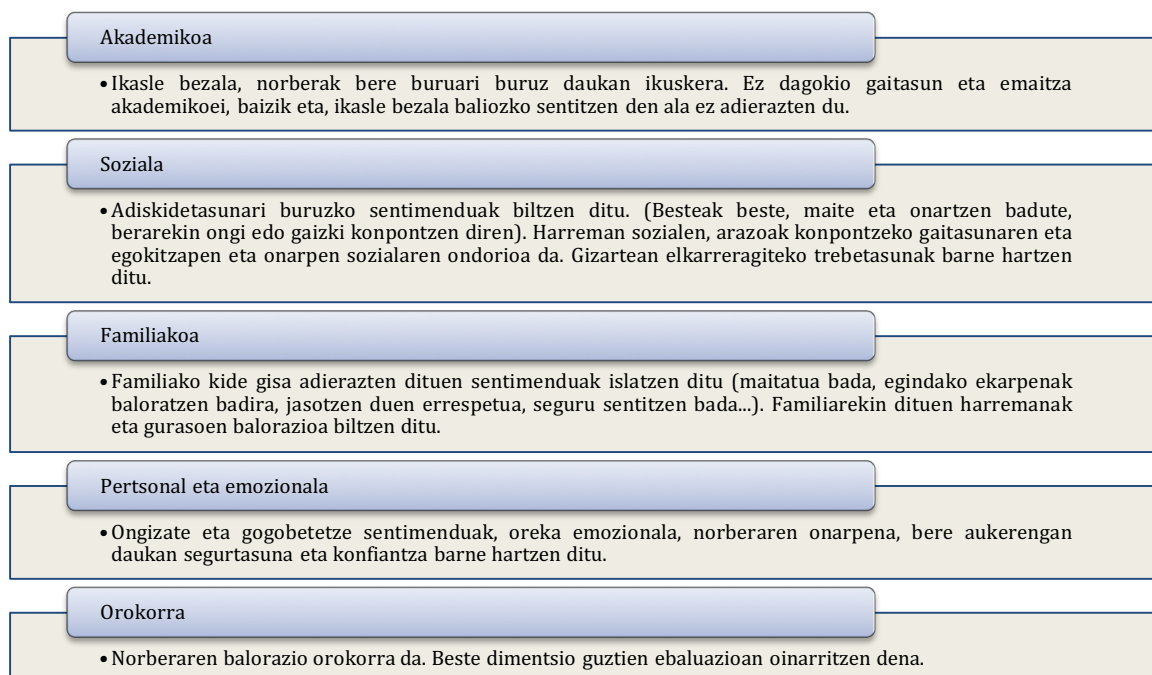 Akademikoa
•Ikasle bezala, norberak bere buruari buruz daukan ikuskera. Ez dagokio gaitasun eta emaitza
akademikoei, baizik eta, ikasle bezala baliozko sentitzen den ala ez adierazten du.
Soziala
•Adiskidetasunari buruzko sentimenduak biltzen ditu. (Besteak beste, maite eta onartzen badute,
berarekin ongi edo gaizki konpontzen diren). Harreman sozialen, arazoak konpontzeko gaitasunaren eta
egokitzapen eta onarpen sozialaren ondorioa da. Gizartean elkarreragiteko trebetasunak barne hartzen
ditu.
Familiakoa
•Familiako kide gisa adierazten dituen sentimenduak islatzen ditu (maitatua bada, egindako ekarpenak
baloratzen badira, jasotzen duen errespetua, seguru sentitzen bada...). Familiarekin dituen harremanak
eta gurasoen balorazioa biltzen ditu.
Pertsonal eta emozionala
•Ongizate eta gogobetetze sentimenduak, oreka emozionala, norberaren onarpena, bere aukerengan
daukan segurtasuna eta konfiantza barne hartzen ditu.
Orokorra
•Norberaren balorazio orokorra da. Beste dimentsio guztien ebaluazioan oinarritzen dena.